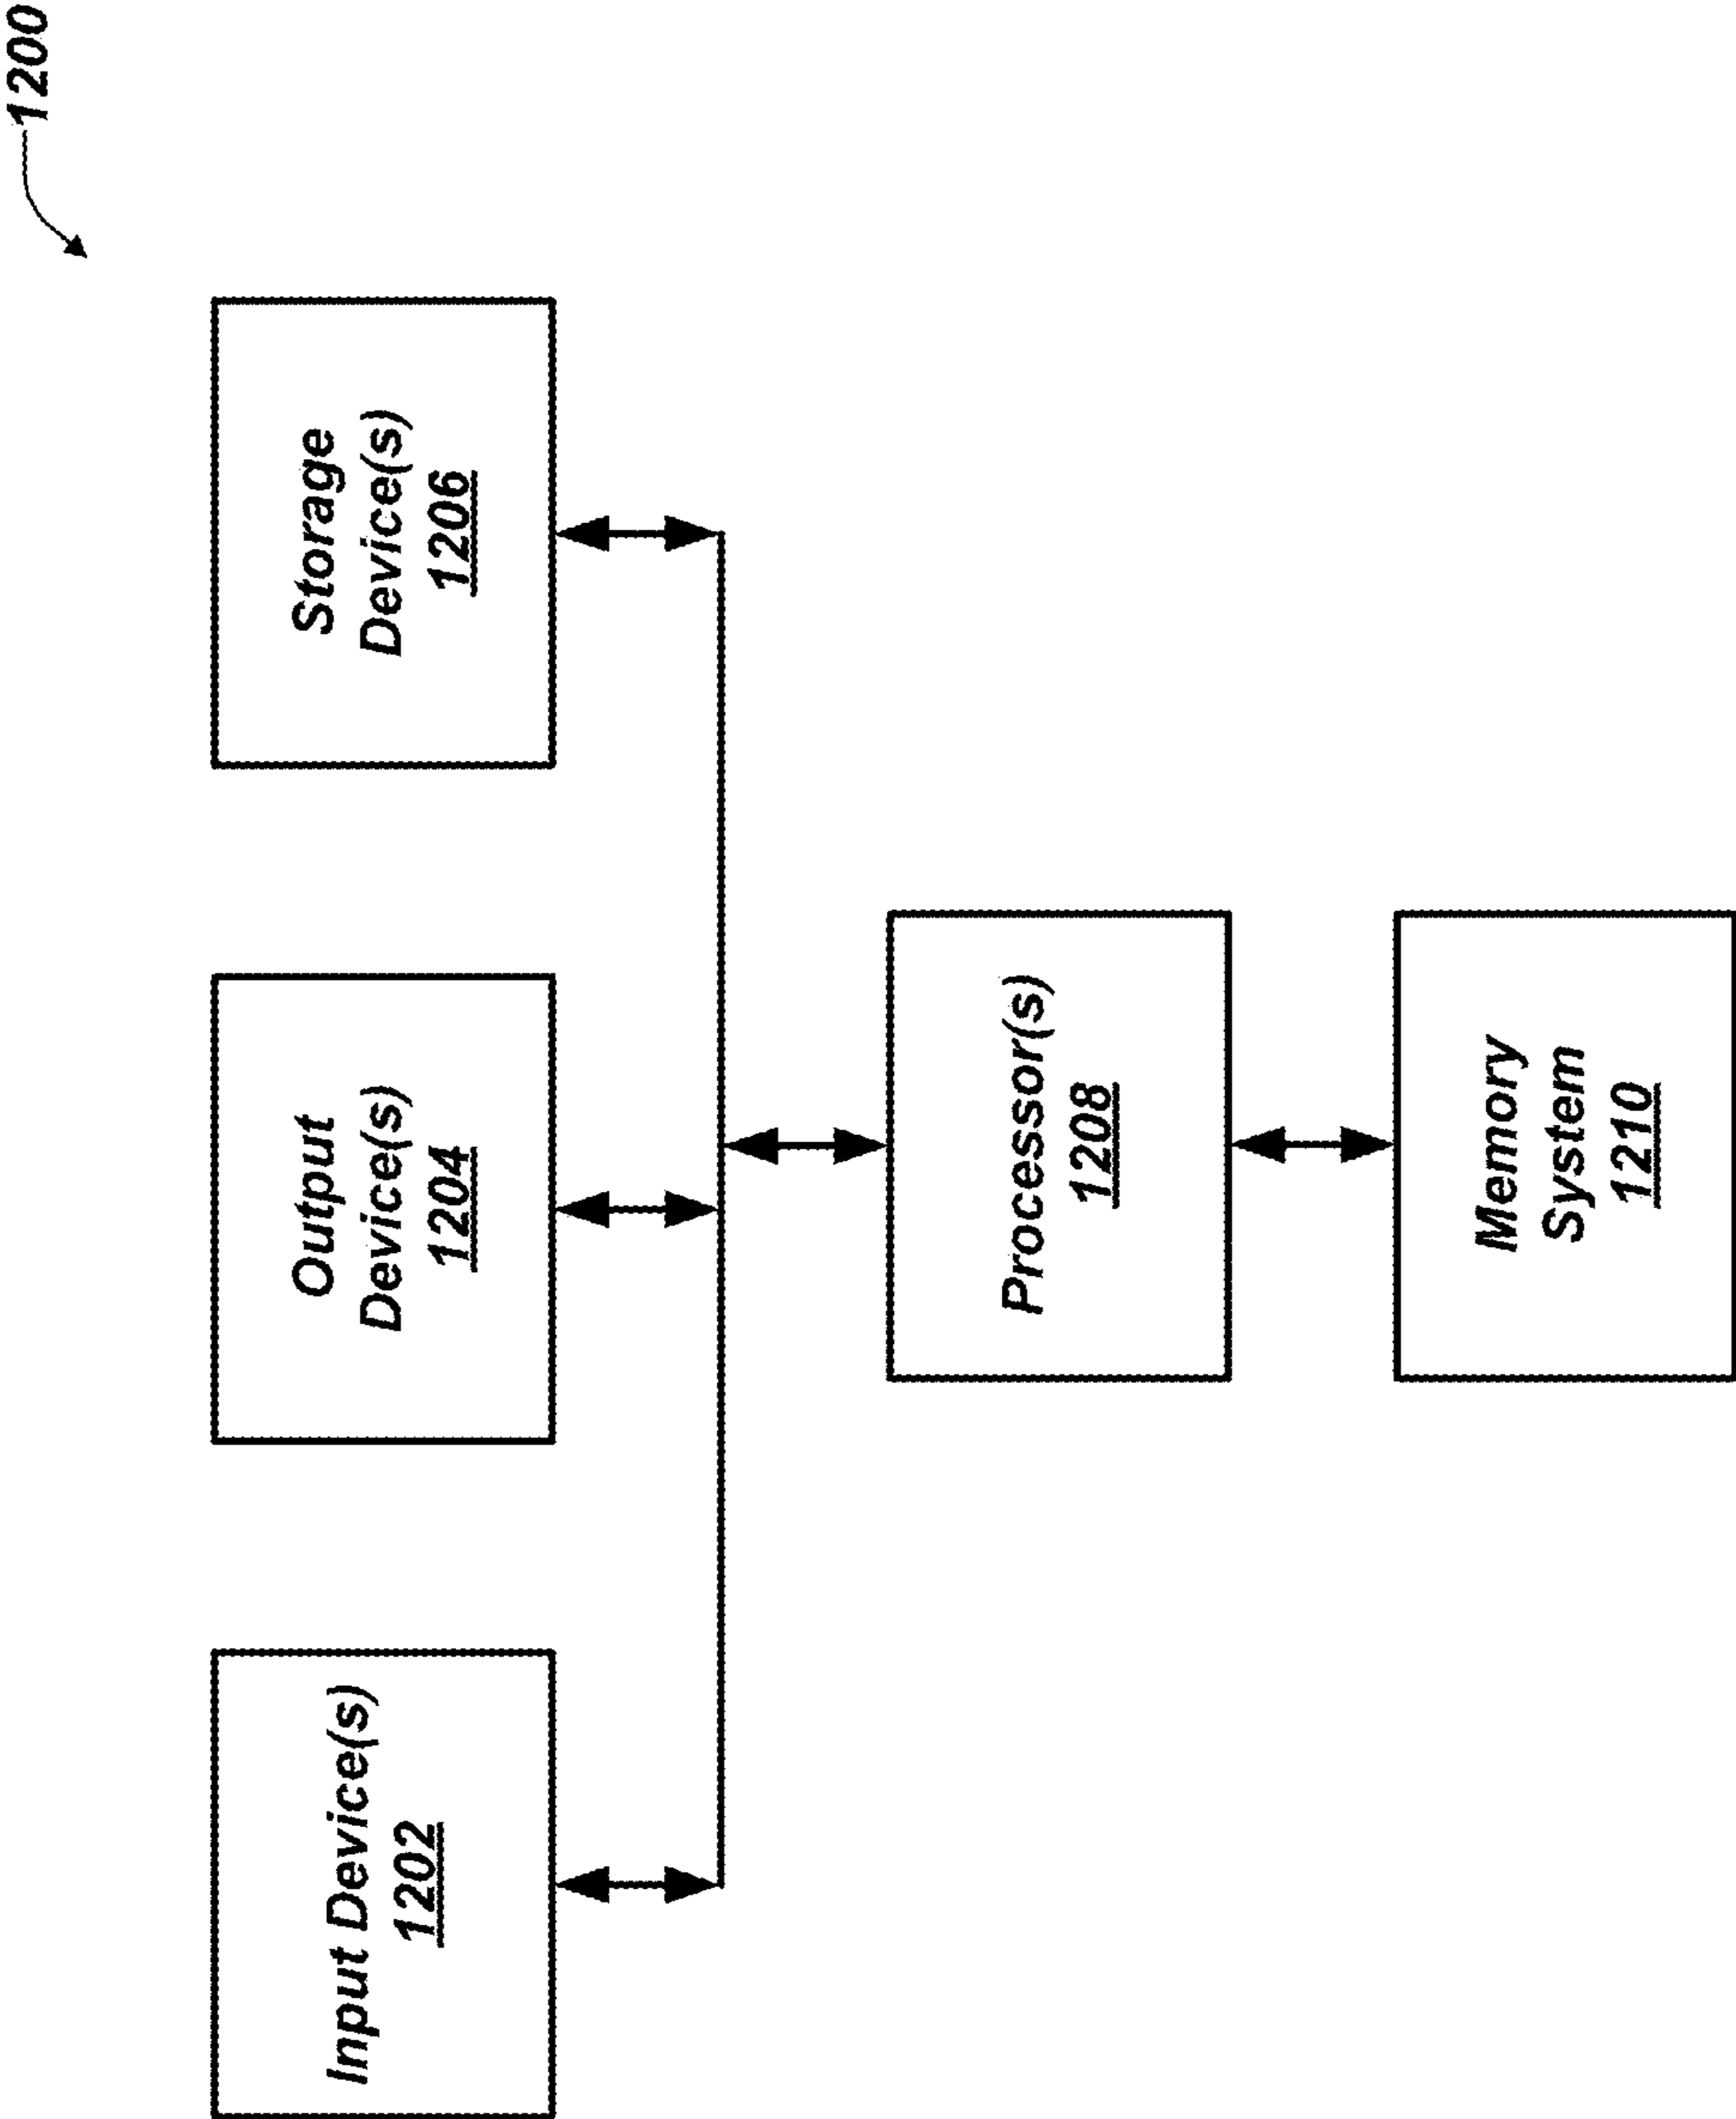 1200
Input Device(s)
1202
Output
Device(s)
1204
Storage
Device(s)
1206
Processor(s)
1208
Memory
System
1210